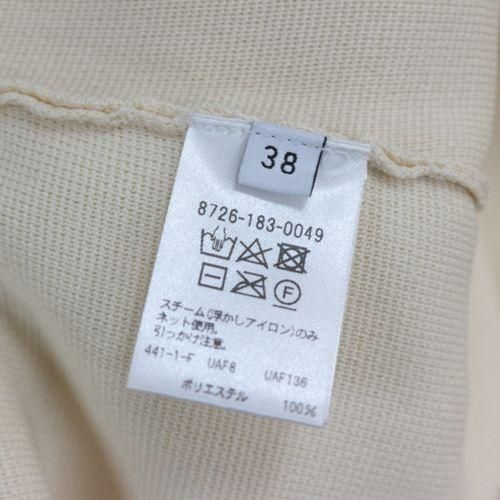 38
8726-183-0049
F
スチーム(浮かしアイロン)のみ
ネット使用。
引っかけ注意。
441-1-F UAF8 UAF136
ポリエステル 100%